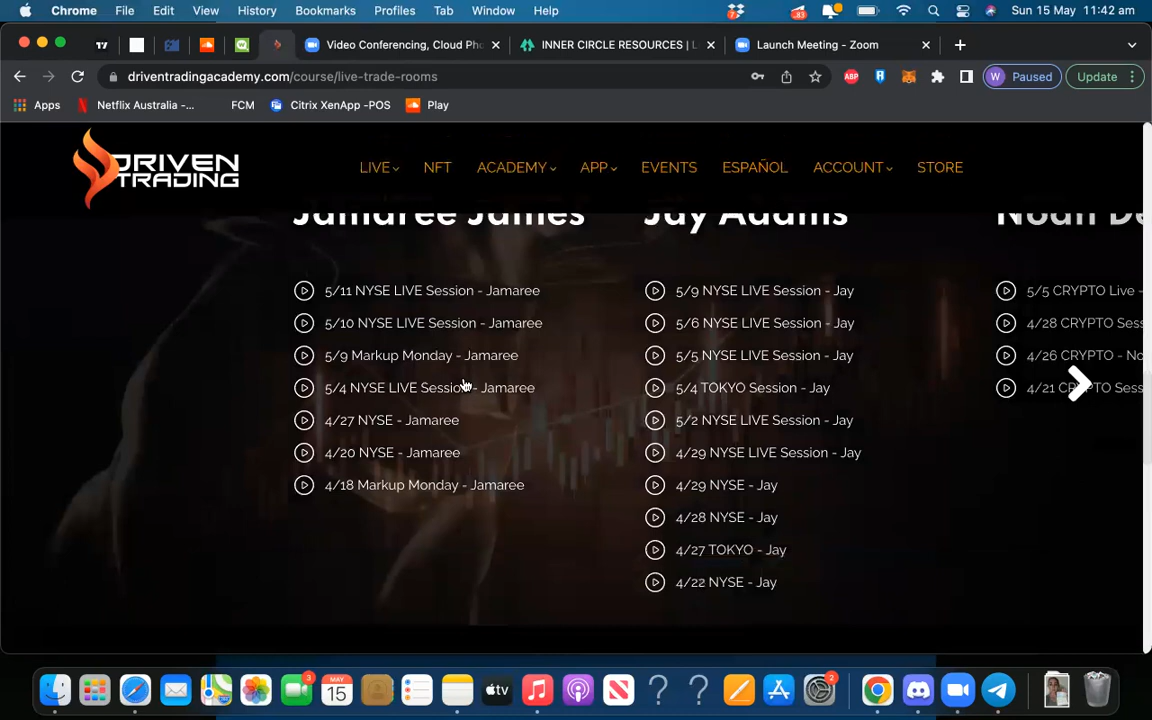 Chrome File Edit View History Bookmarks Profiles Tab Window Help Sun 15 May 11:42 am
Video Conferencing, Cloud Pho INNER CIRCLE RESOURCES | L Launch Meeting - Zoom
driventradingacademy.com/course/live-trade-rooms ABP W Paused Update
Apps Netflix Australia -... FCM Citrix XenApp -POS Play
DRIVEN TRADING LIVE NFT ACADEMY APP EVENTS ESPAÑOL ACCOUNT STORE
Jamaree James Jay Adams Noah De
5/11 NYSE LIVE Session - Jamaree 5/9 NYSE LIVE Session - Jay 5/5 CRYPTO Live -
5/10 NYSE LIVE Session - Jamaree 5/6 NYSE LIVE Session - Jay 4/28 CRYPTO Sess
5/9 Markup Monday - Jamaree 5/5 NYSE LIVE Session - Jay 4/26 CRYPTO - No
5/4 NYSE LIVE Session - Jamaree 5/4 TOKYO Session - Jay 4/21 CRYPTO Sess
4/27 NYSE - Jamaree 5/2 NYSE LIVE Session - Jay
4/20 NYSE - Jamaree 4/29 NYSE LIVE Session - Jay
4/18 Markup Monday - Jamaree 4/29 NYSE - Jay
4/28 NYSE - Jay
4/27 TOKYO - Jay
4/22 NYSE - Jay
3 MAY 15 tv 2